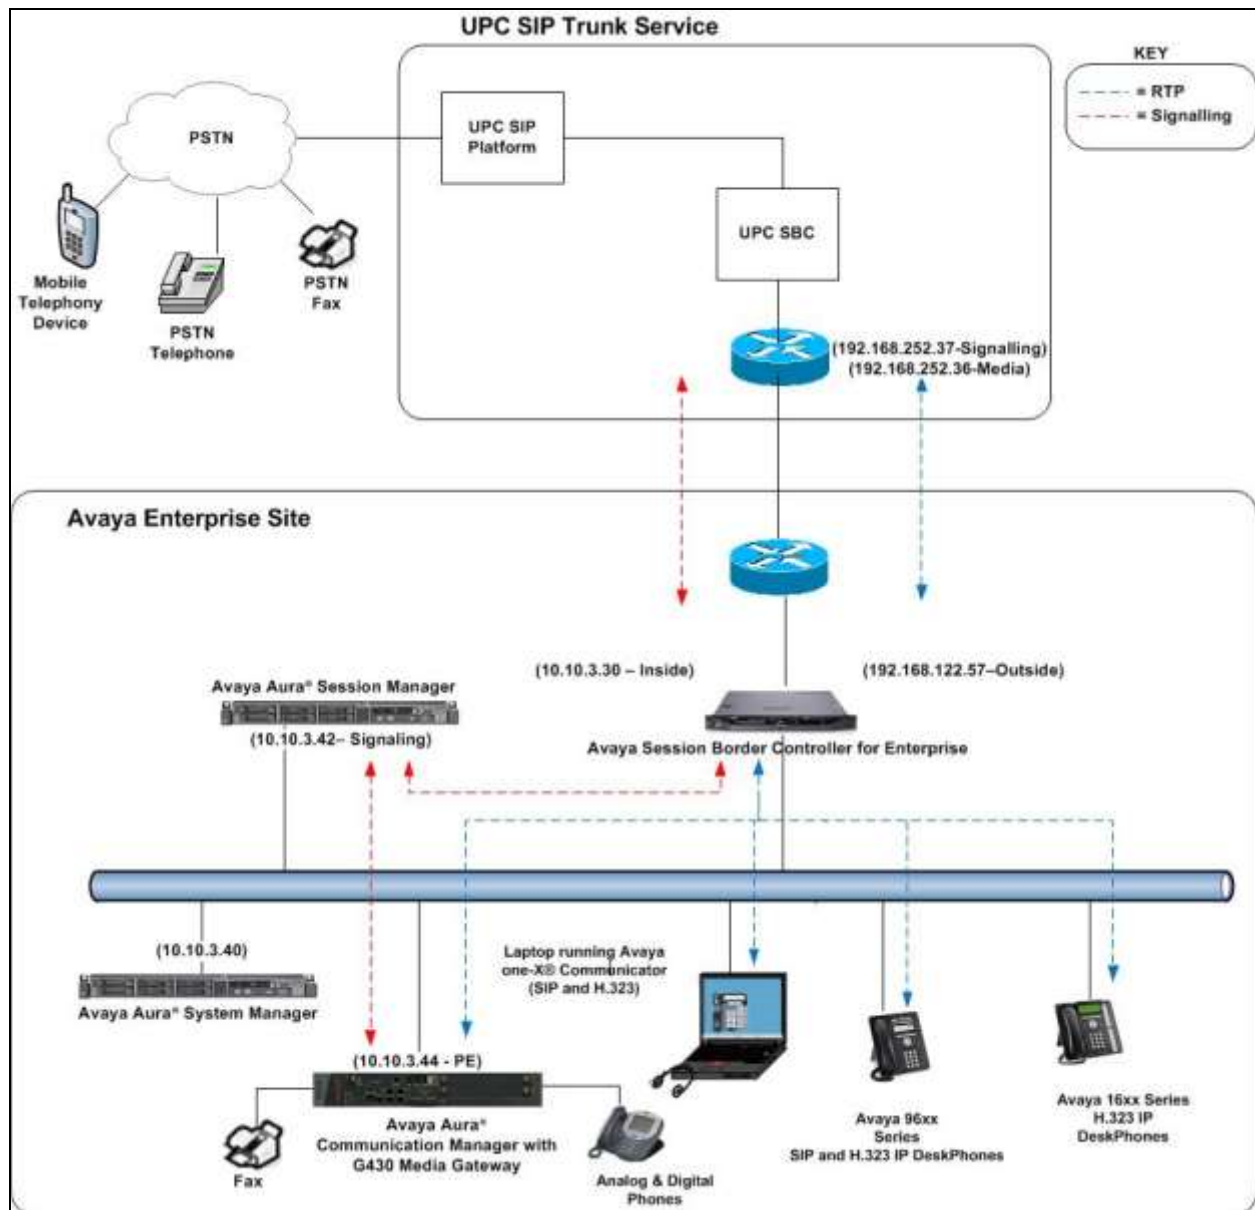 UPC SIP Trunk Service
KEY
= RTP
= Signalling
PSTN
UPC SIP
Platform
UPC SBC
Mobile
Telephony
Device
PSTN
Telephone
PSTN
Fax
(192.168.252.37-Signalling)
(192.168.252.36-Media)
Avaya Enterprise Site
(10.10.3.30 – Inside)
(192.168.122.57–Outside)
Avaya Aura® Session Manager
(10.10.3.42– Signaling)
Avaya Session Border Controller for Enterprise
(10.10.3.40)
Avaya Aura® System Manager
Laptop running Avaya
one-X® Communicator
(SIP and H.323)
(10.10.3.44 - PE)
Avaya Aura®
Communication Manager with
G430 Media Gateway
Fax
Analog & Digital
Phones
Avaya 96xx
Series
SIP and H.323 IP DeskPhones
Avaya 16xx Series
H.323 IP
DeskPhones